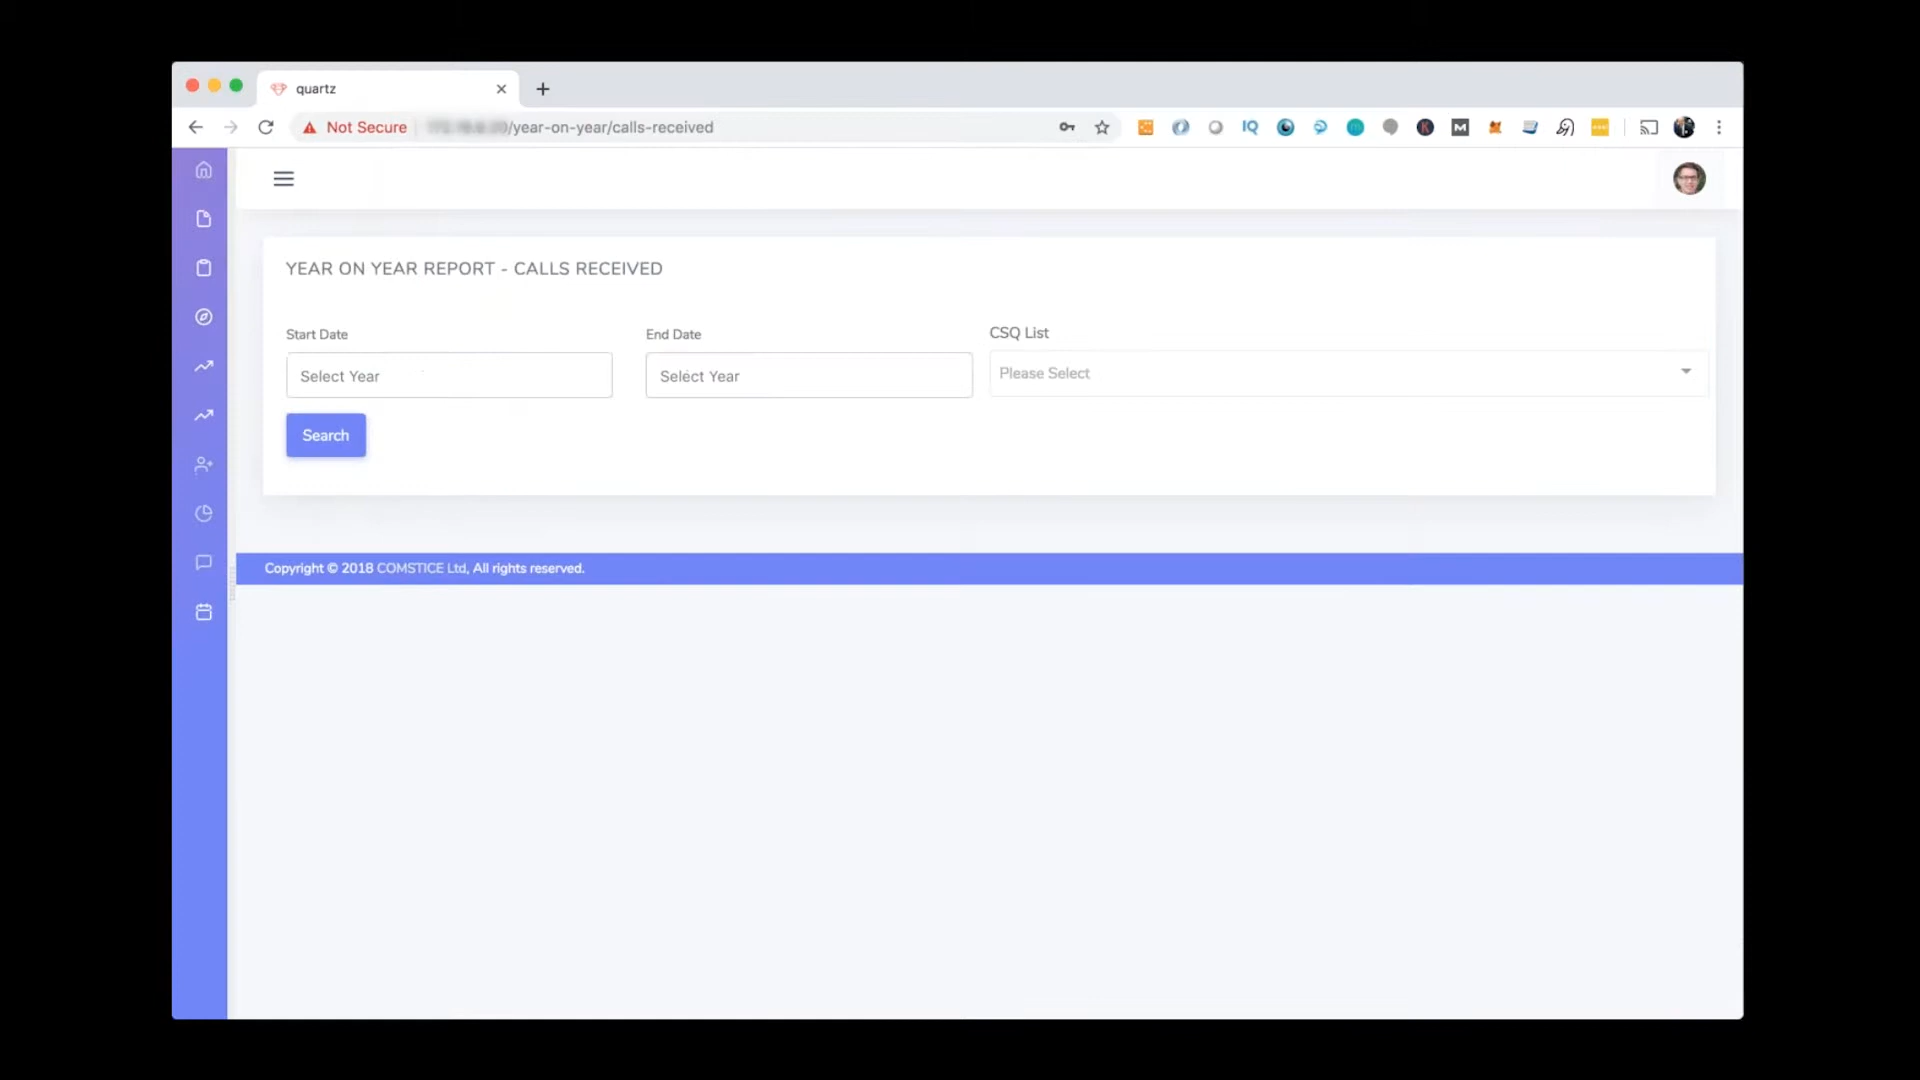 quartz
Not Secure /year-on-year/calls-received
IQ
YEAR ON YEAR REPORT - CALLS RECEIVED
Start Date End Date CSQ List
Select Year Select Year Please Select
Search
Copyright © 2018 COMSTICE Ltd, All rights reserved.